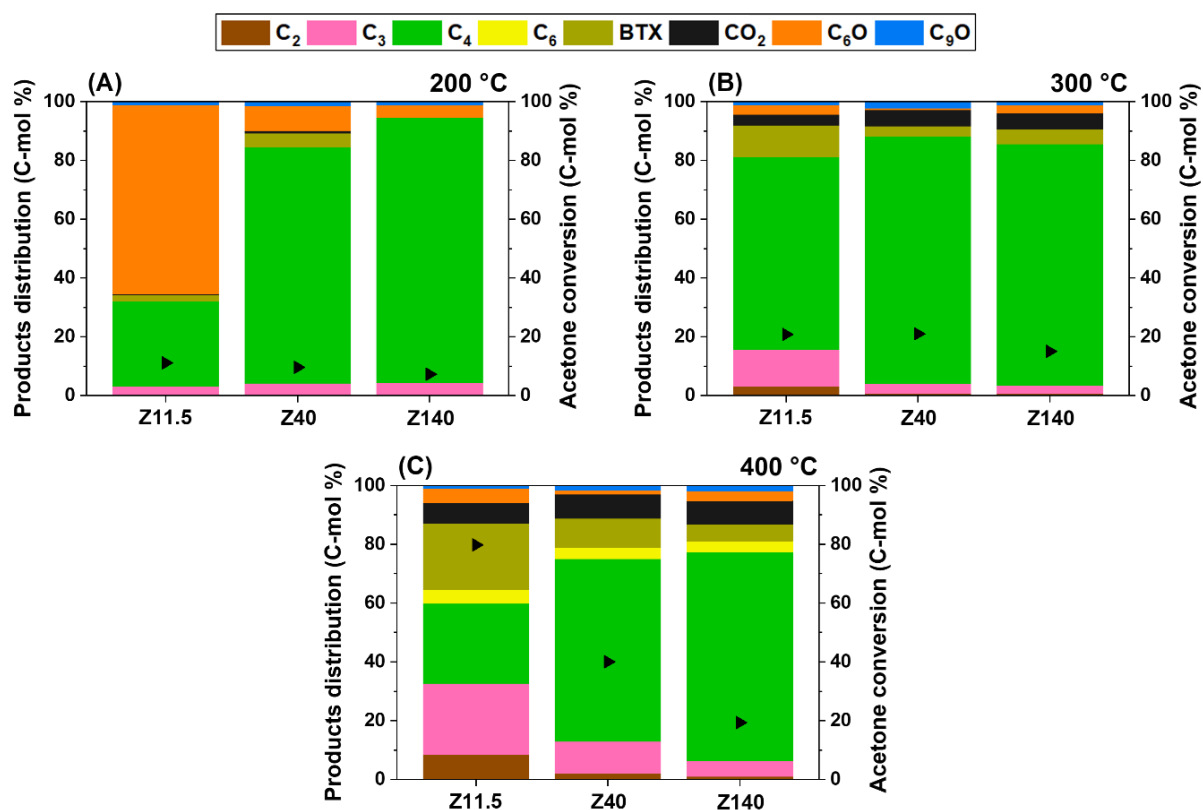 C₂ C₃ C₄ C₆ BTX CO₂ C₆O C₉O
(A) 200 °C
Products distribution (C-mol %)
100
80
60
40
20
0
Z11.5 Z40 Z140
100
80
60
40
20
0
Acetone conversion (C-mol %)
(B) 300 °C
Products distribution (C-mol %)
100
80
60
40
20
0
Z11.5 Z40 Z140
100
80
60
40
20
0
Acetone conversion (C-mol %)
(C) 400 °C
Products distribution (C-mol %)
100
80
60
40
20
0
Z11.5 Z40 Z140
100
80
60
40
20
0
Acetone conversion (C-mol %)